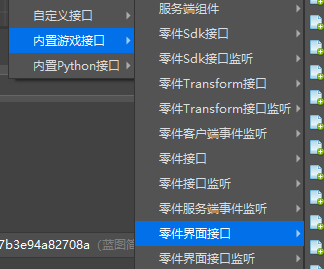 自定义接口
内置游戏接口
内置Python接口
服务端组件
零件Sdk接口
零件Sdk接口监听
零件Transform接口
零件Transform接口监听
零件客户端事件监听
零件接口
零件接口监听
零件服务端事件监听
零件界面接口
零件界面接口监听
7b3e94a82708a (蓝图简